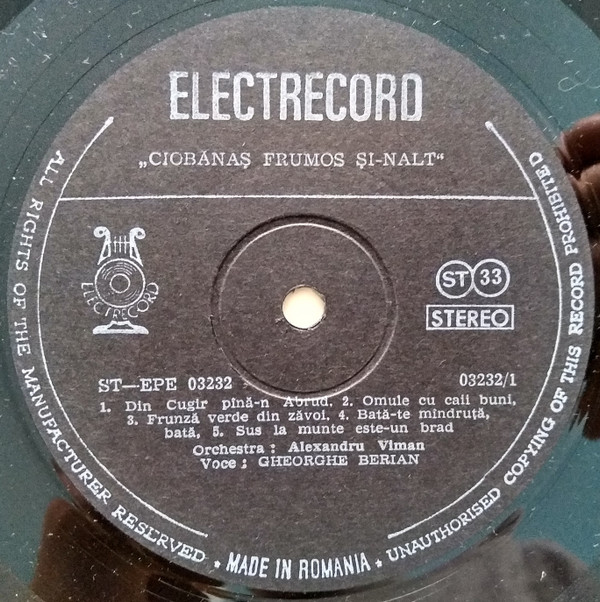 ELECTRECORD
„CIOBĂNAȘ FRUMOS ȘI-NALT“
ELECTRECORD
ST 33
STEREO
ST—EPE 03232
03232/1
1. Din Cugir pînă-n Abrud, 2. Omule cu caii buni,
3. Frunză verde din zăvoi, 4. Bată-te mîndruță,
bată, 5. Sus la munte este-un brad
Orchestra : Alexandru Viman
Voce : GHEORGHE BERIAN
ALL RIGHTS OF THE MANUFACTURER RESERVED ★ MADE IN ROMANIA ★ UNAUTHORISED COPYING OF THIS RECORD PROHIBITED